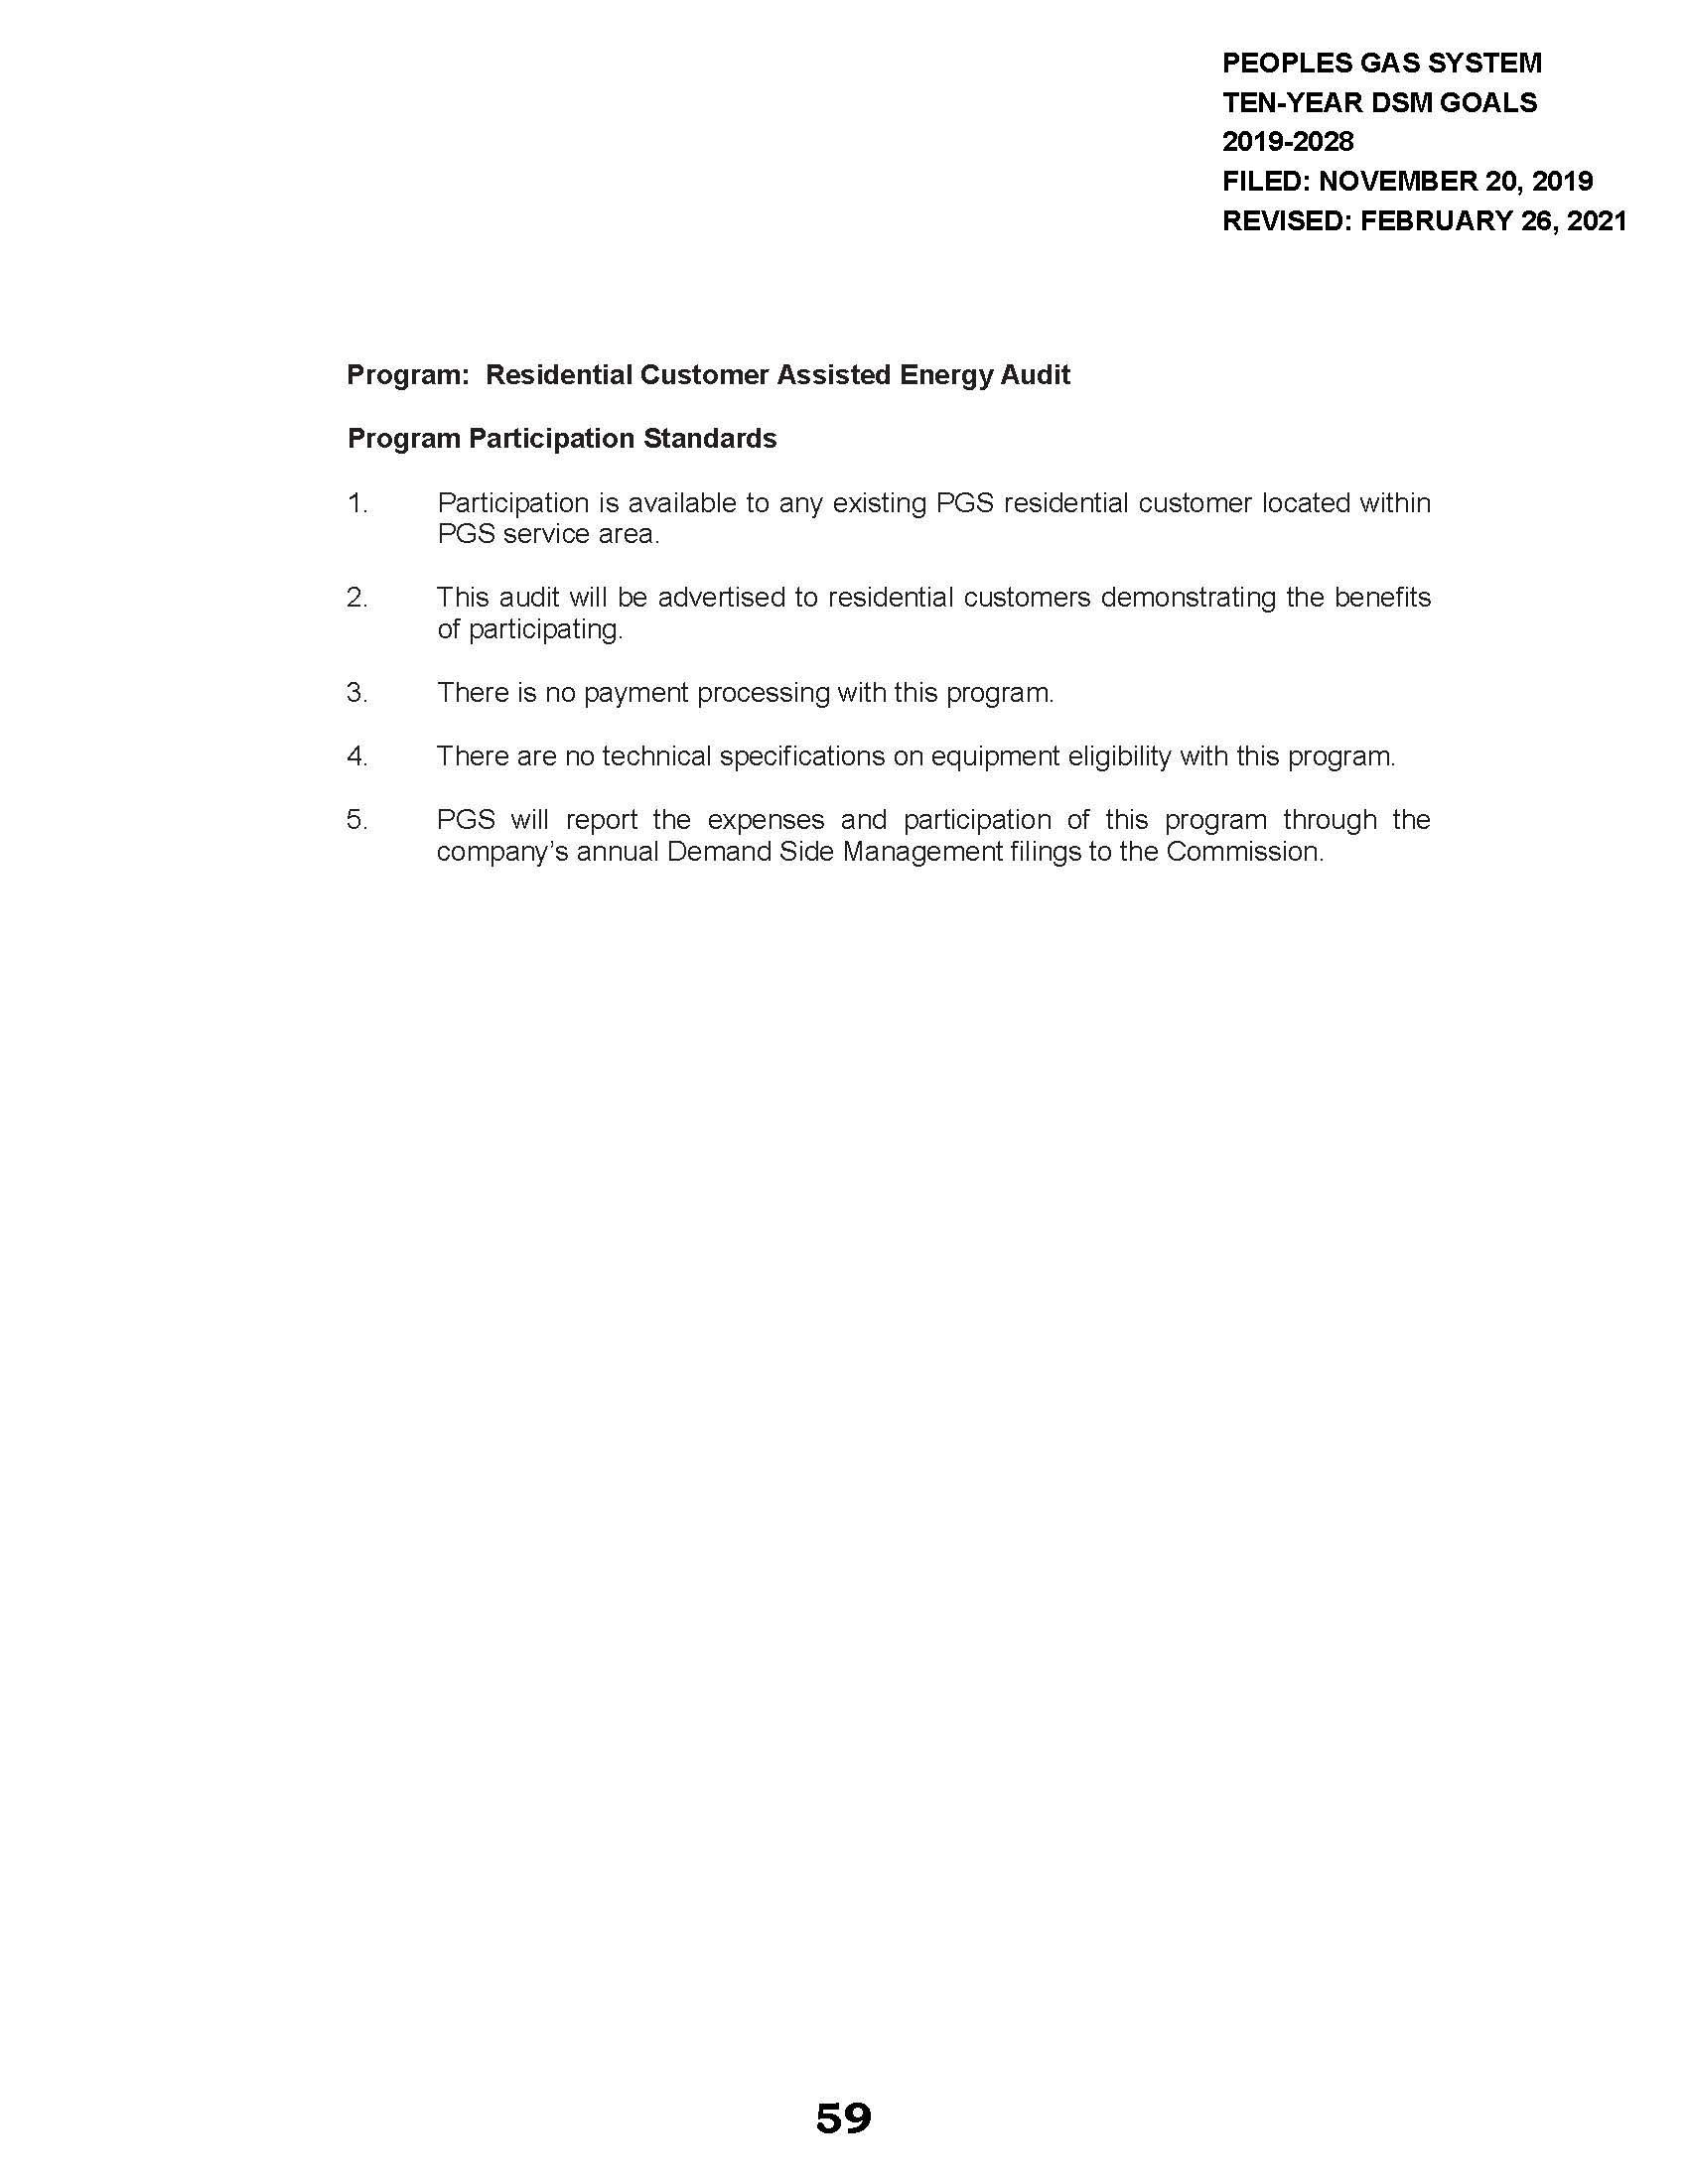 PEOPLES GAS SYSTEM
TEN-YEAR DSM GOALS
2019-2028
FILED: NOVEMBER 20, 2019
REVISED: FEBRUARY 26, 2021
Program: Residential Customer Assisted Energy Audit
Program Participation Standards
1. Participation is available to any existing PGS residential customer located within
PGS service area.
2. This audit will be advertised to residential customers demonstrating the benefits
of participating.
3. There is no payment processing with this program.
4. There are no technical specifications on equipment eligibility with this program.
5. PGS will report the expenses and participation of this program through the
company’s annual Demand Side Management filings to the Commission.
59